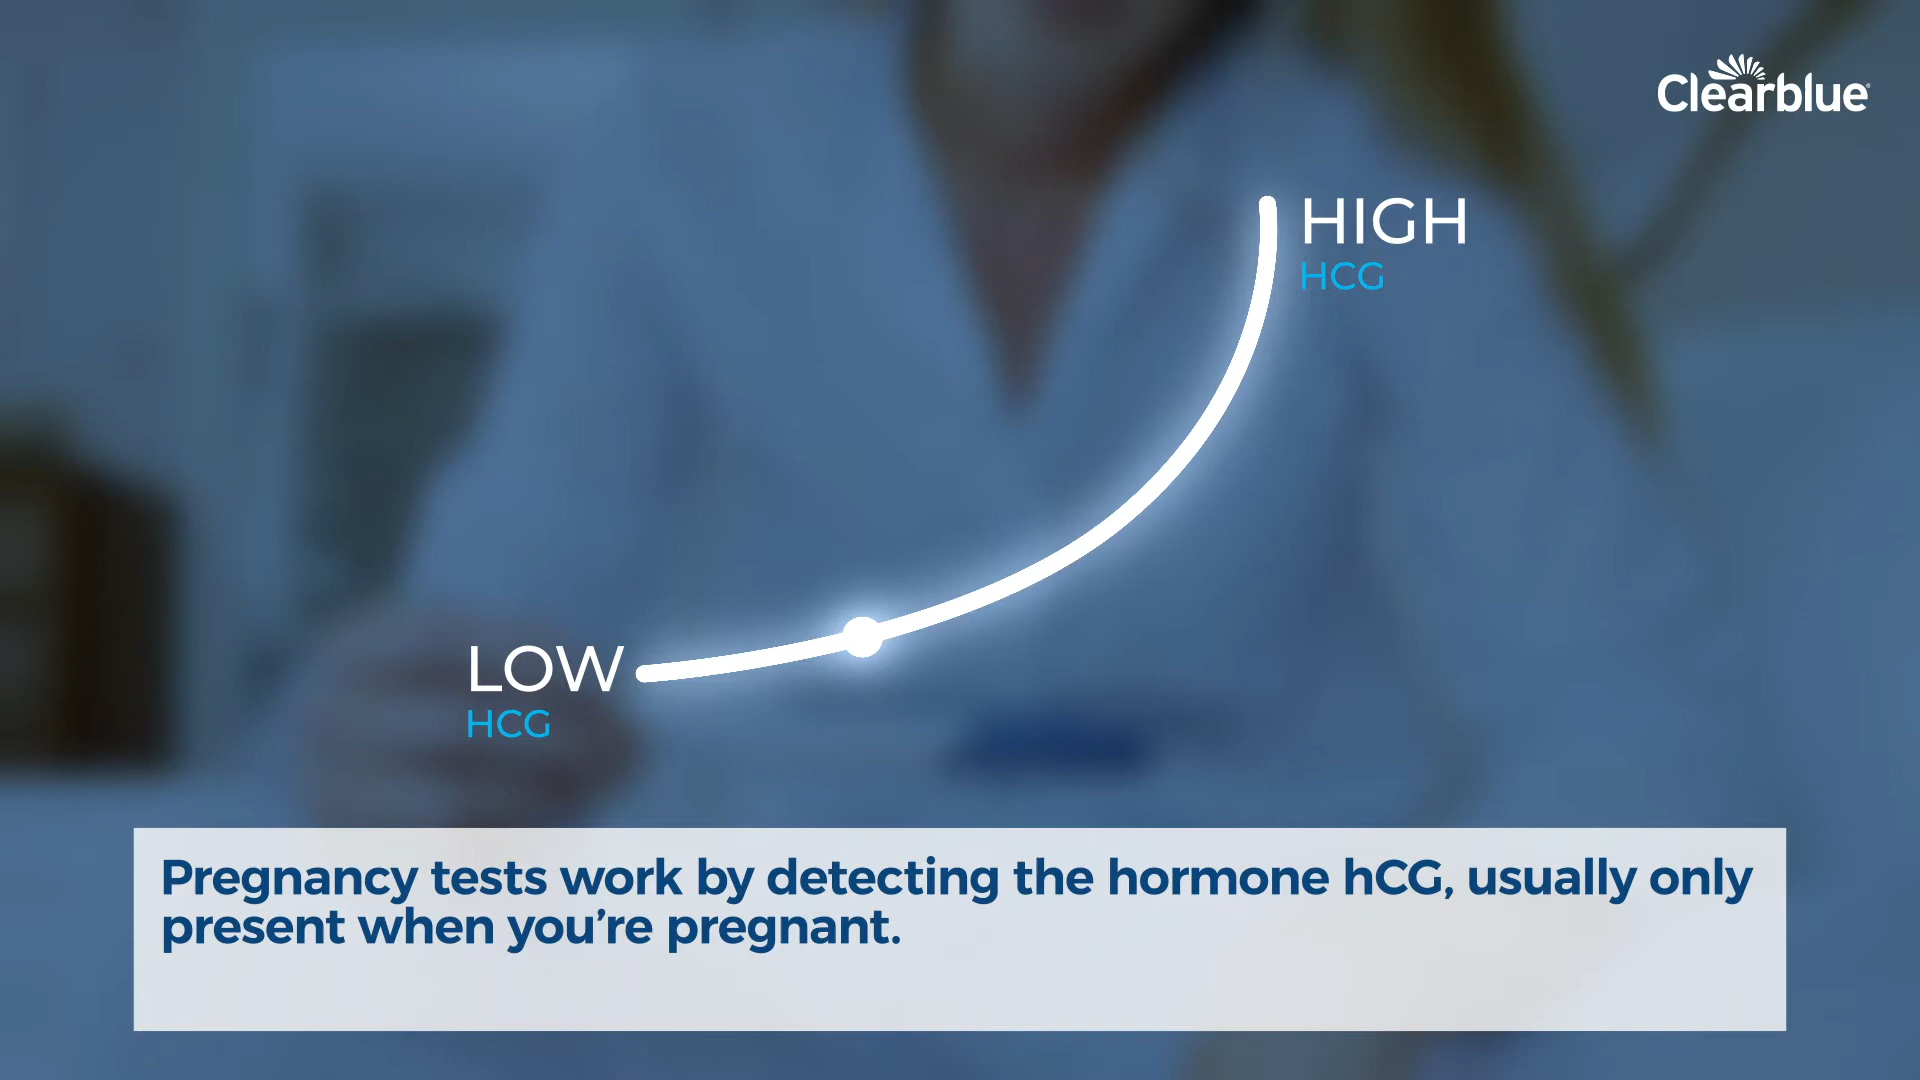 Clearblue
HIGH
HCG
LOW
HCG
Pregnancy tests work by detecting the hormone hCG, usually only
present when you’re pregnant.